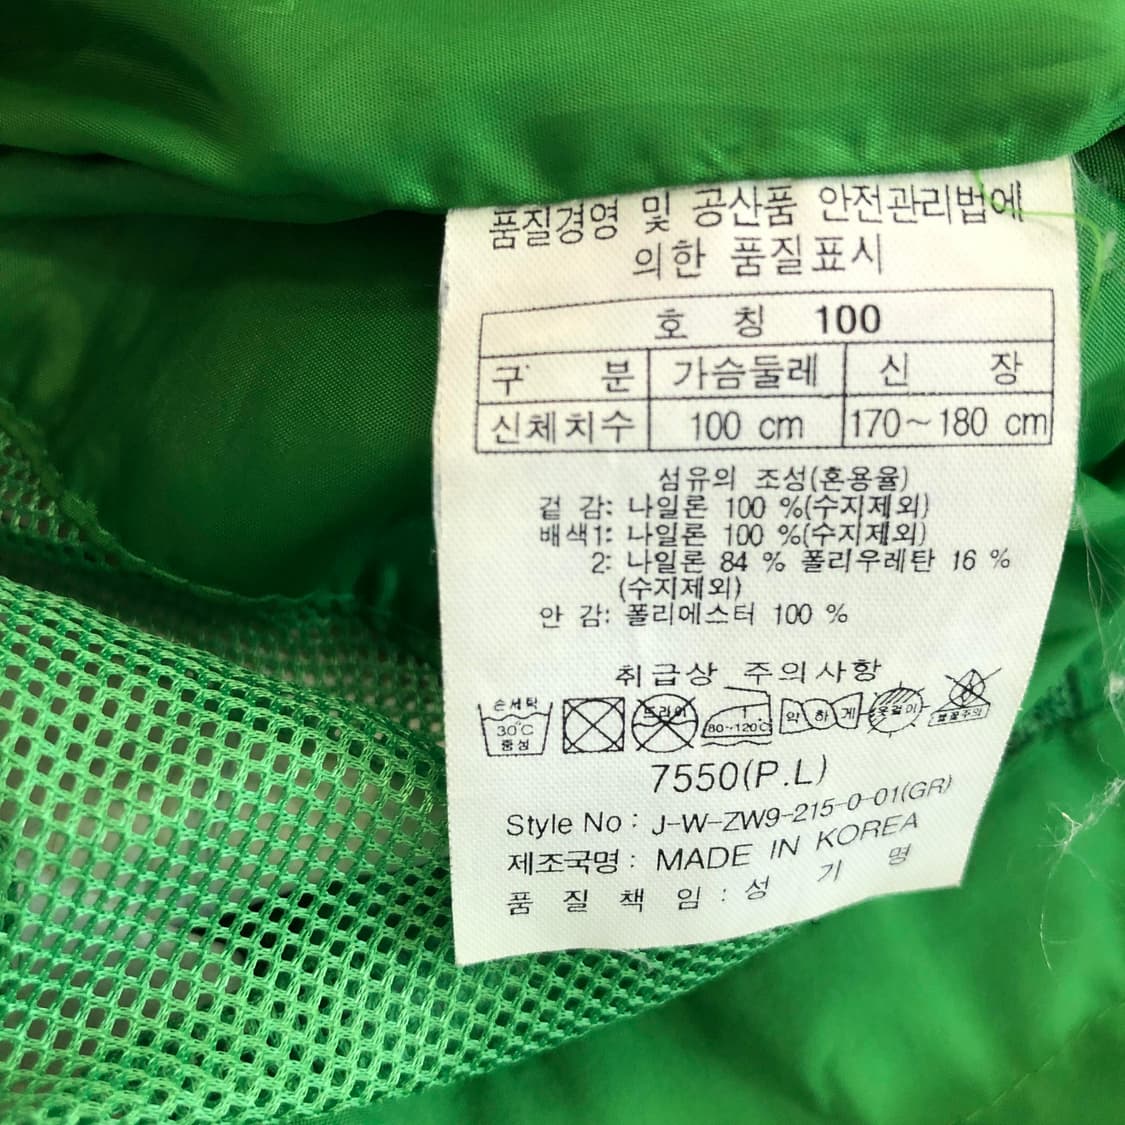 품질경영 및 공산품 안전관리법에
의한 품질표시
호 칭 100
구 분 가슴둘레 신 장
신체치수 100 cm 170~180 cm
섬유의 조성(혼용율)
겉 감: 나일론 100 %(수지제외)
배색1: 나일론 100 %(수지제외)
2: 나일론 84 % 폴리우레탄 16 %
(수지제외)
안 감: 폴리에스터 100 %
취급상 주의사항
손세탁 30℃ 중성 드라이 80~120℃ 약하게 옷걸이 불꽃주의
7550(P.L)
Style No : J-W-ZW9-215-0-01(GR)
제조국명 : MADE IN KOREA
품 질 책 임 : 성 기 명